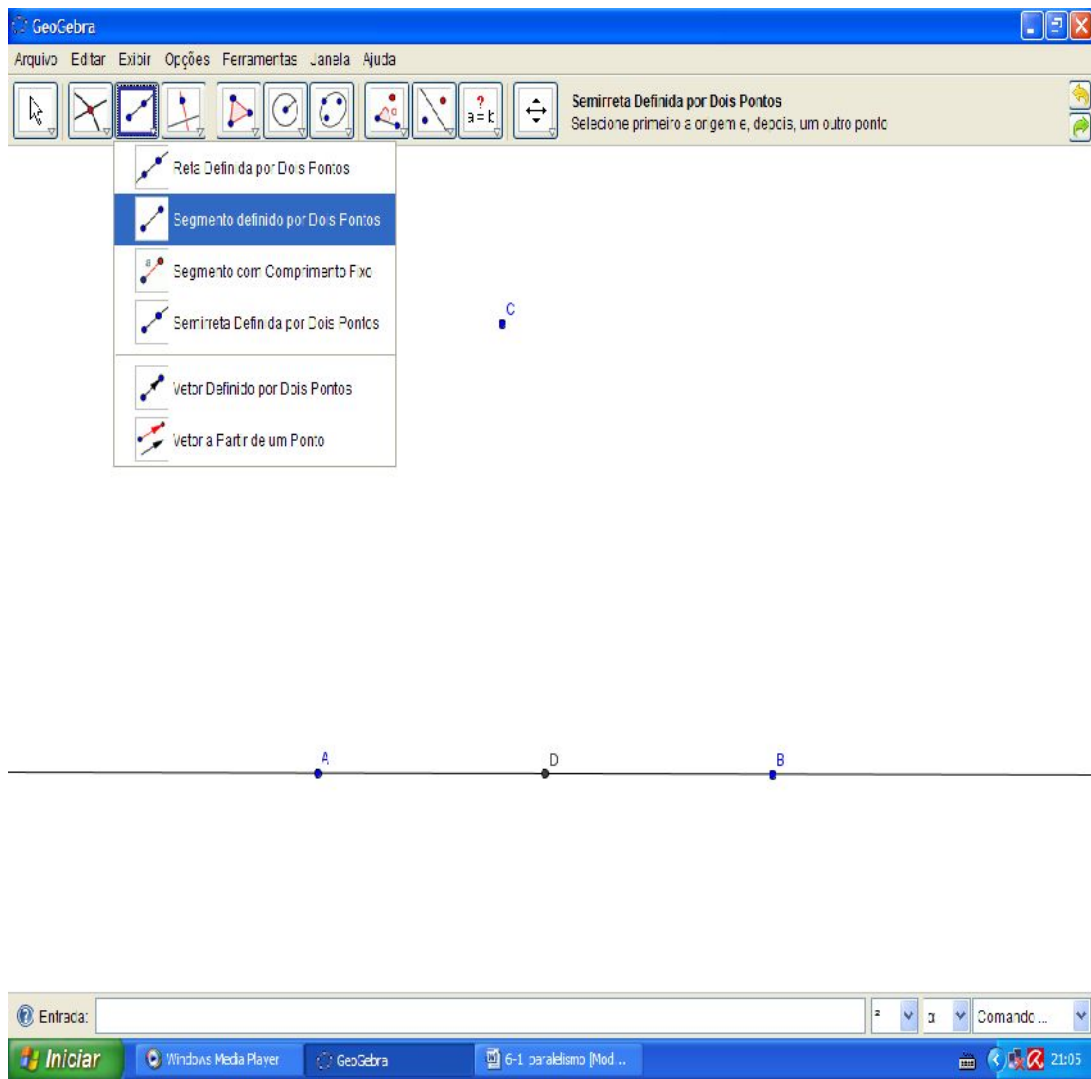 GeoGebra
Arquivo Editar Exibir Opções Ferramentas Janela Ajuda
Semirreta Definida por Dois Pontos
Selecione primeiro a origem e, depois, um outro ponto
? a = b
Reta Definida por Dois Pontos
Segmento definido por Dois Pontos
a
Segmento com Comprimento Fixo
Semirreta Definida por Dois Pontos
Vetor Definido por Dois Pontos
Vetor a Partir de um Ponto
C
A D B
Entrada: ² α Comando ...
Iniciar Windows Media Player GeoGebra 6-1 paralelismo [Mod ... 21:05